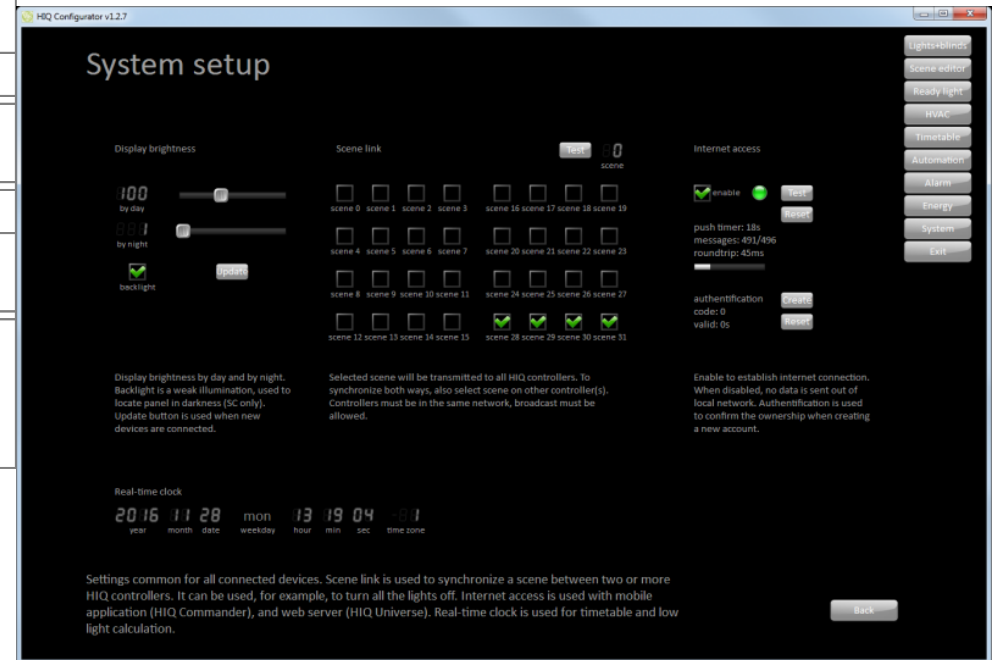 HIQ Configurator v1.2.7
System setup
Lights+blinds
Scene editor
Ready light
HVAC
Timetable
Automation
Alarm
Energy
System
Exit
Display brightness
100
by day
1
by night
backlight
Update
Scene link
Test
0
scene
scene 0 scene 1 scene 2 scene 3 scene 16 scene 17 scene 18 scene 19
scene 4 scene 5 scene 6 scene 7 scene 20 scene 21 scene 22 scene 23
scene 8 scene 9 scene 10 scene 11 scene 24 scene 25 scene 26 scene 27
scene 12 scene 13 scene 14 scene 15 scene 28 scene 29 scene 30 scene 31
Internet access
enable
Test
Reset
push timer: 18s
messages: 491/496
roundtrip: 45ms
authentification
Create
code: 0
valid: 0s
Reset
Display brightness by day and by night.
Backlight is a weak illumination, used to
locate panel in darkness (SC only).
Update button is used when new
devices are connected.
Selected scene will be transmitted to all HIQ controllers. To
synchronize both ways, also select scene on other controller(s).
Controllers must be in the same network, broadcast must be
allowed.
Enable to establish internet connection.
When disabled, no data is sent out of
local network. Authentification is used
to confirm the ownership when creating
a new account.
Real-time clock
2016 11 28 mon 13 19 04 1
year month date weekday hour min sec time zone
Settings common for all connected devices. Scene link is used to synchronize a scene between two or more
HIQ controllers. It can be used, for example, to turn all the lights off. Internet access is used with mobile
application (HIQ Commander), and web server (HIQ Universe). Real-time clock is used for timetable and low
light calculation.
Back